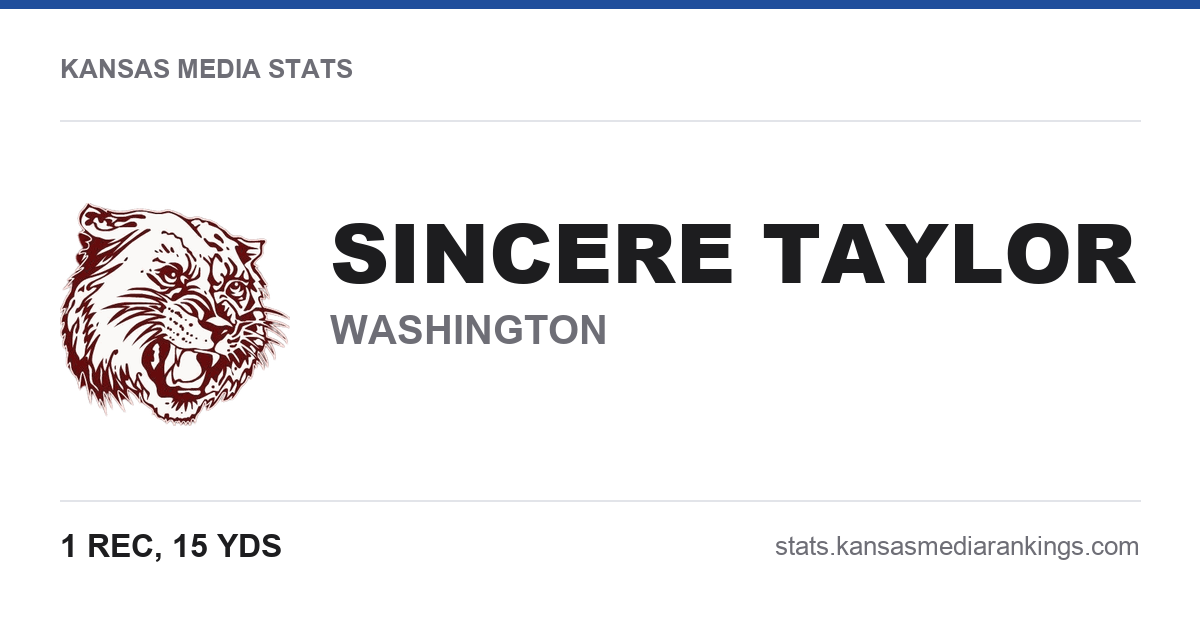 KANSAS MEDIA STATS
SINCERE TAYLOR
WASHINGTON
1 REC, 15 YDS
stats.kansasmediarankings.com